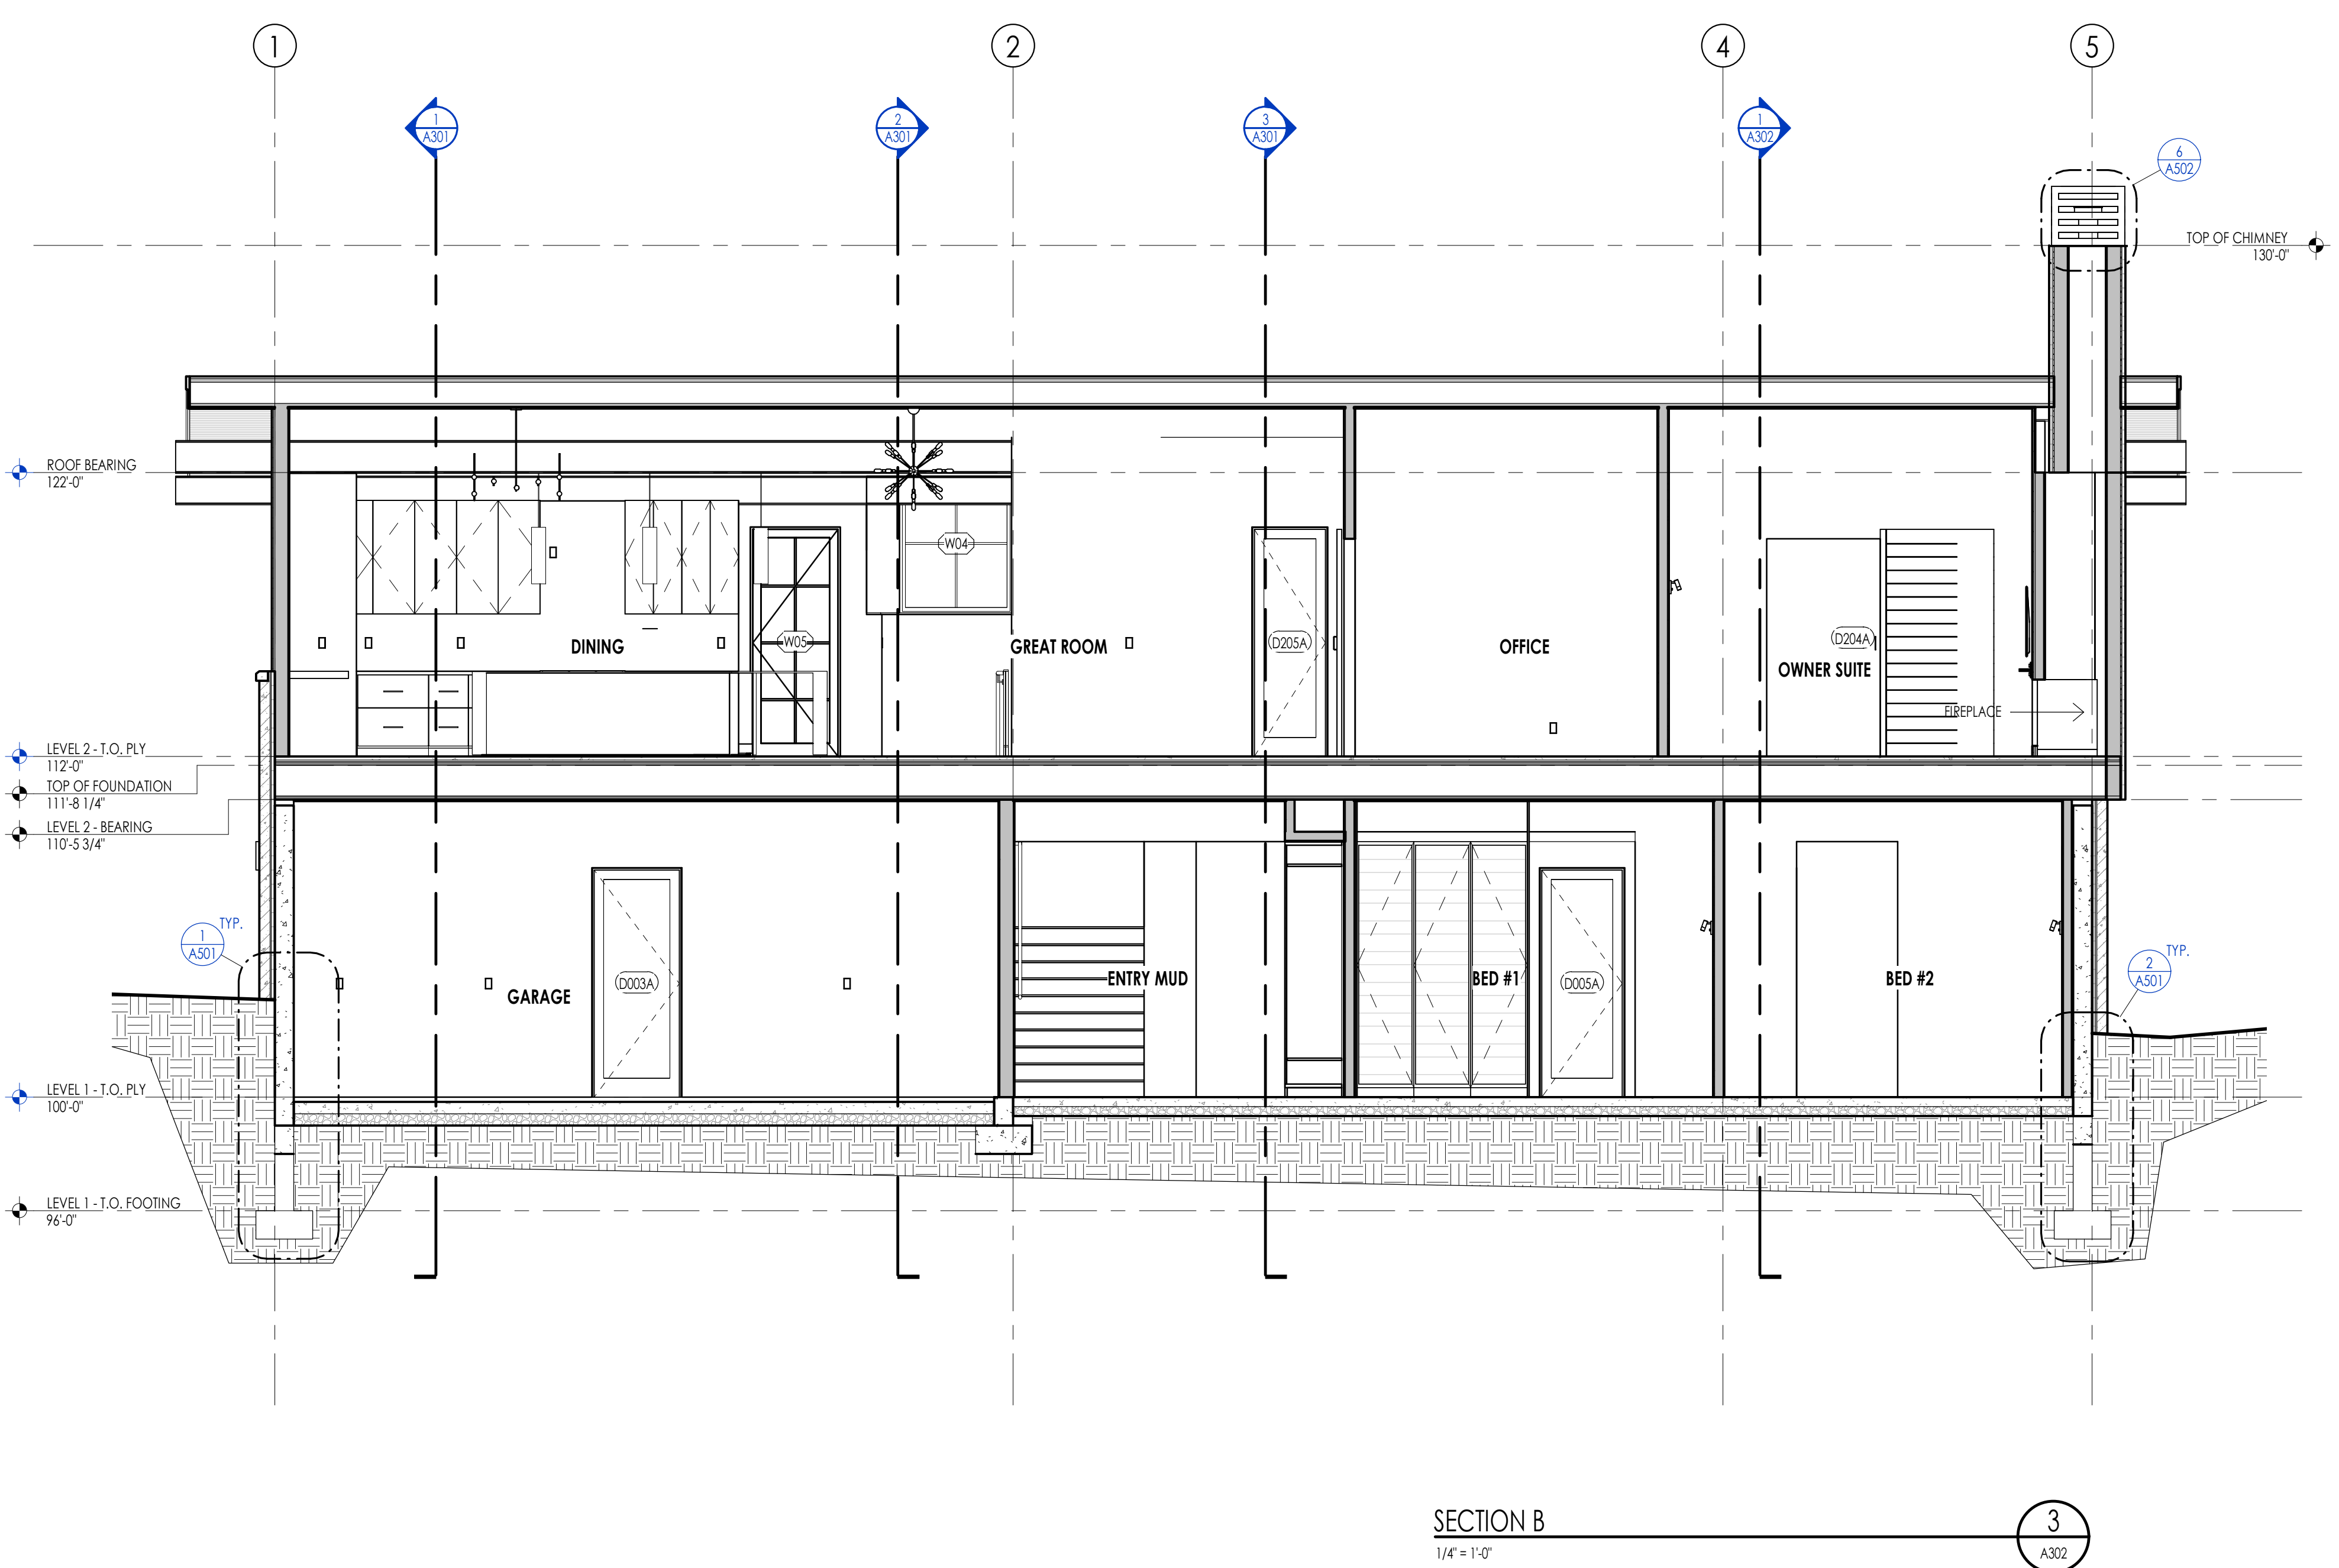 1
2
4
5
1
A301
2
A301
3
A301
1
A302
6
A502
TOP OF CHIMNEY
130'-0"
ROOF BEARING
122'-0"
W04
DINING
W05
GREAT ROOM
D205A
OFFICE
D204A
OWNER SUITE
FIREPLACE
LEVEL 2 - T.O. PLY
112'-0"
TOP OF FOUNDATION
111'-8 1/4"
LEVEL 2 - BEARING
110'-5 3/4"
1
A501
TYP.
2
A501
TYP.
GARAGE
D003A
ENTRY MUD
BED #1
D005A
BED #2
LEVEL 1 - T.O. PLY
100'-0"
LEVEL 1 - T.O. FOOTING
96'-0"
SECTION B
1/4" = 1'-0"
3
A302